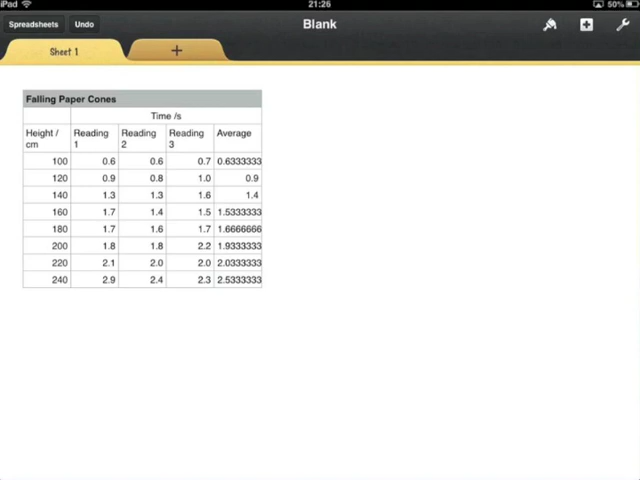 iPad 21:26 50%
Spreadsheets Undo Blank
Sheet 1 +
Falling Paper Cones
Time /s
Height / cm Reading 1 Reading 2 Reading 3 Average
100 0.6 0.6 0.7 0.6333333
120 0.9 0.8 1.0 0.9
140 1.3 1.3 1.6 1.4
160 1.7 1.4 1.5 1.5333333
180 1.7 1.6 1.7 1.6666666
200 1.8 1.8 2.2 1.9333333
220 2.1 2.0 2.0 2.0333333
240 2.9 2.4 2.3 2.5333333